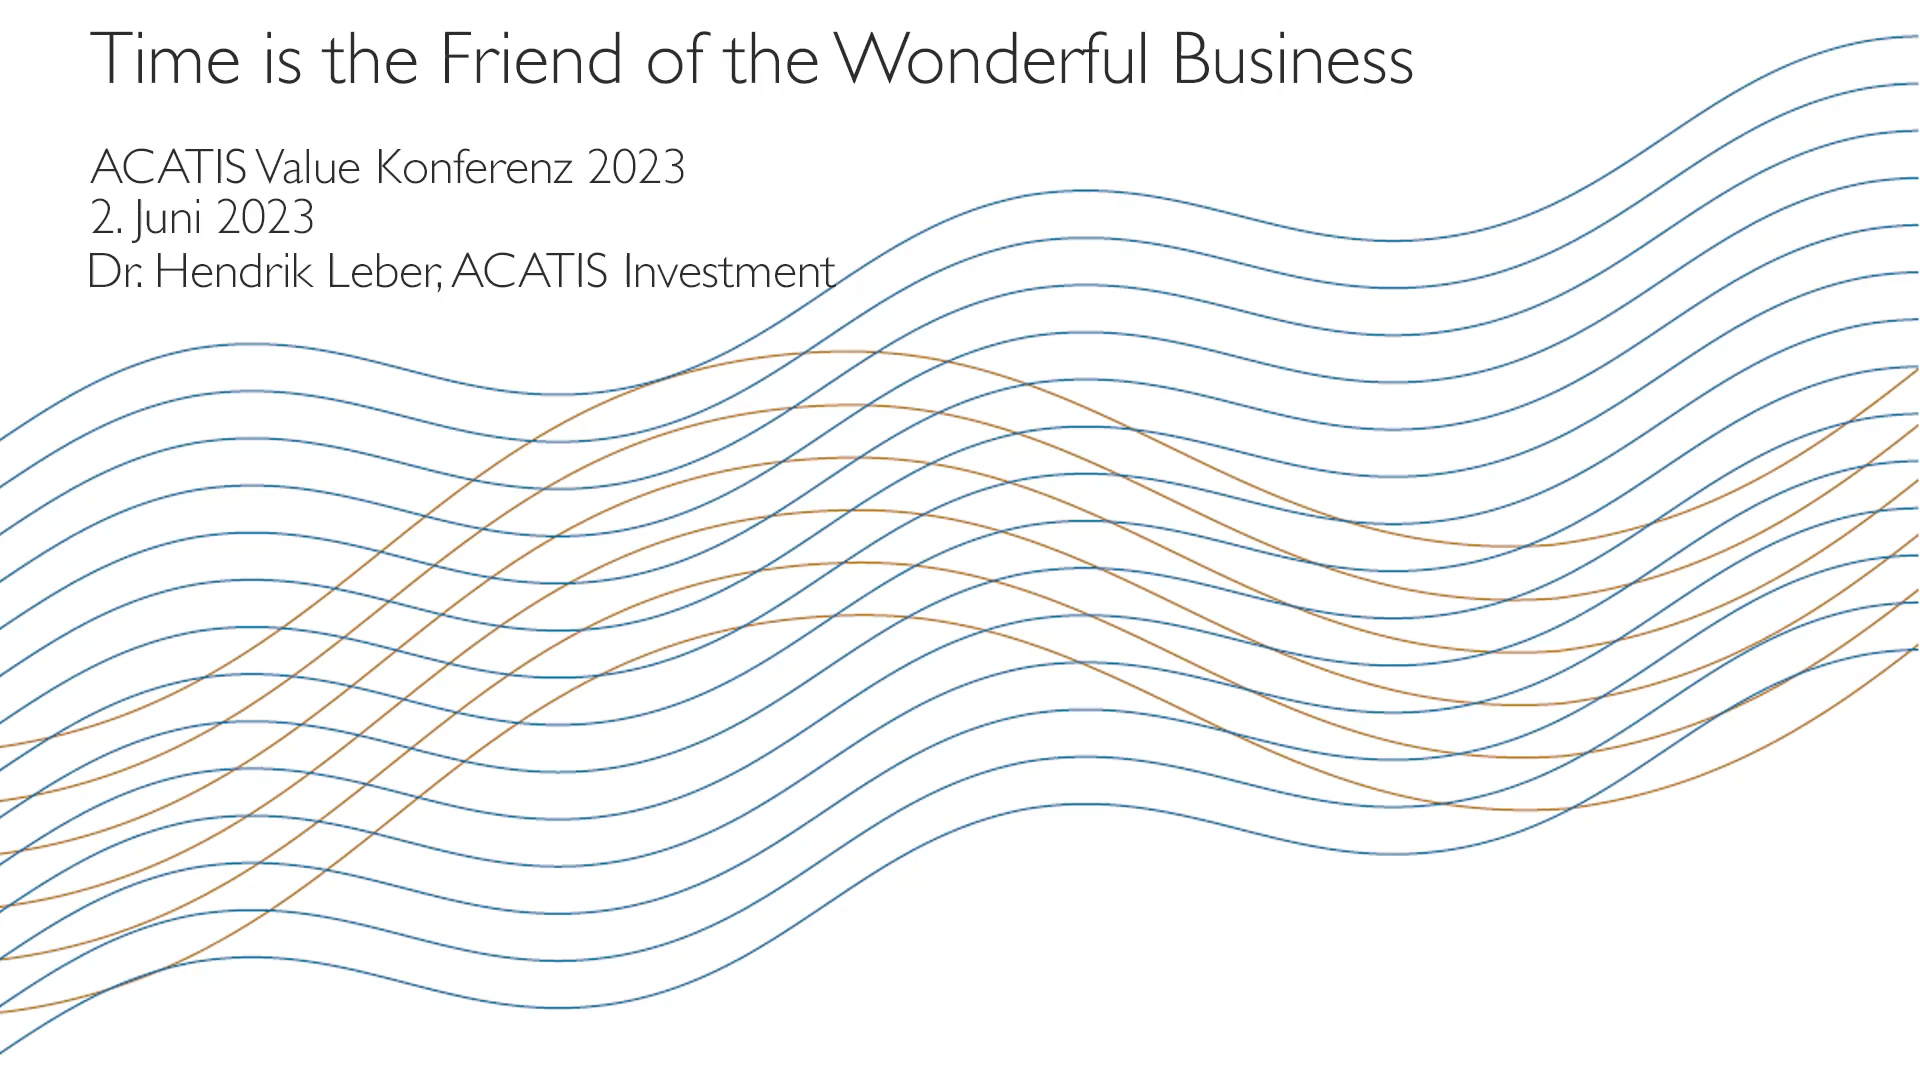 Time is the Friend of the Wonderful Business
ACATIS Value Konferenz 2023
2. Juni 2023
Dr. Hendrik Leber, ACATIS Investment